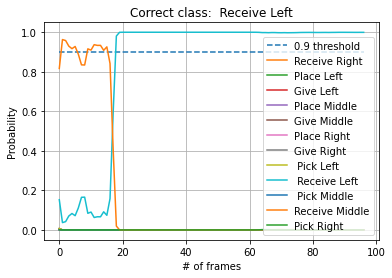 Correct class:  Receive Left
1.0
0.8
0.6
0.4
0.2
0.0
Probability
0
20
40
60
80
100
# of frames
0.9 threshold
Receive Right
Place Left
Give Left
Place Middle
Give Middle
Place Right
Give Right
Pick Left
Receive Left
Pick Middle
Receive Middle
Pick Right